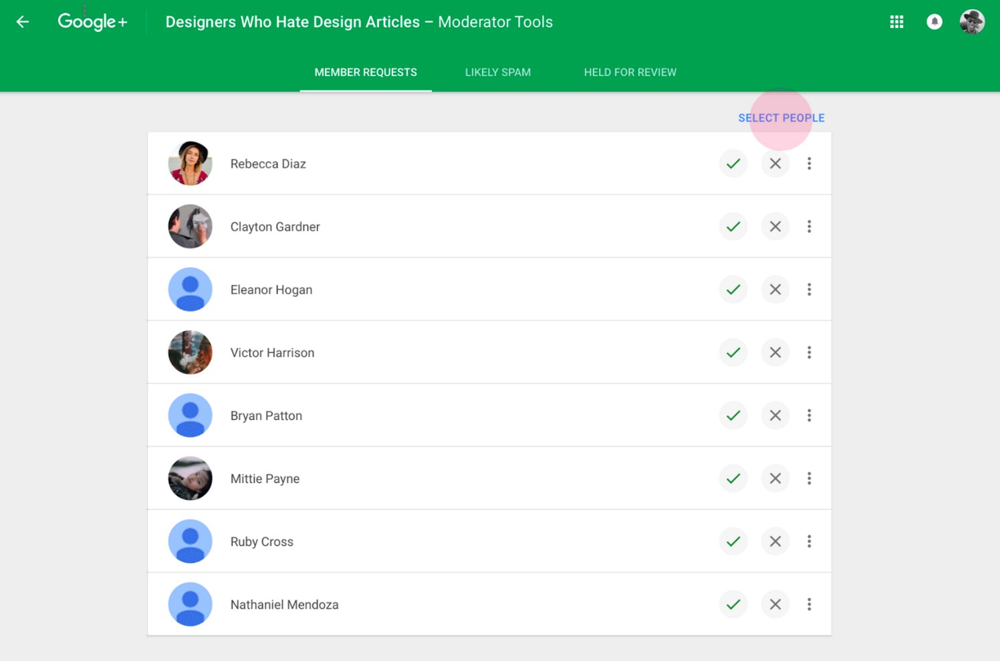 Google+ Designers Who Hate Design Articles – Moderator Tools
MEMBER REQUESTS LIKELY SPAM HELD FOR REVIEW
SELECT PEOPLE
Rebecca Diaz
Clayton Gardner
Eleanor Hogan
Victor Harrison
Bryan Patton
Mittie Payne
Ruby Cross
Nathaniel Mendoza